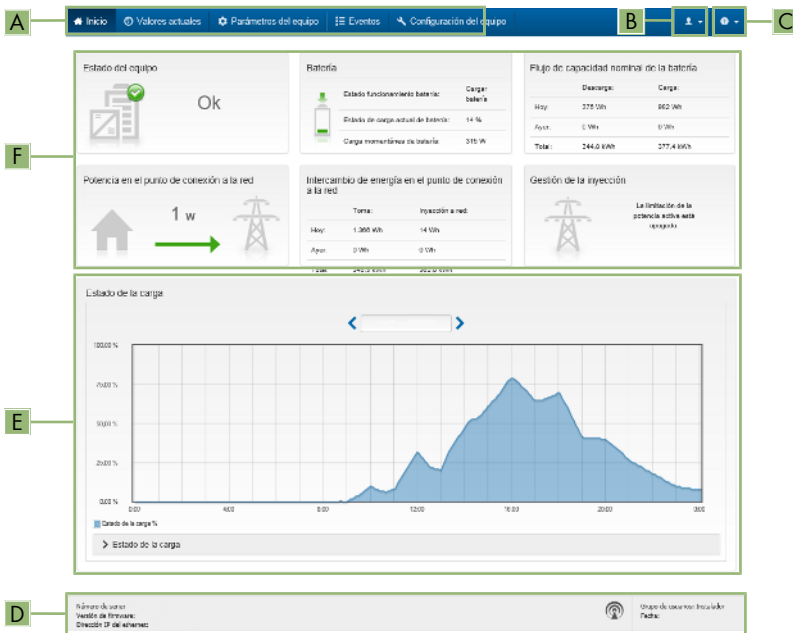 A
Inicio Valores actuales Parámetros del equipo Eventos Configuración del equipo
B
C
F
Estado del equipo
Ok
Batería
Estado funcionamiento batería: Cargar batería
Estado de carga actual de batería: 14 %
Carga momentánea de batería: 319 W
Flujo de capacidad nominal de la batería
Descarga: Carga:
Hoy: 375 Wh 962 Wh
Ayer: 0 Wh 0 Wh
Total: 344.0 kWh 377.4 kWh
Potencia en el punto de conexión a la red
1 w
Intercambio de energía en el punto de conexión
a la red
Toma: Inyección a red:
Hoy: 1.366 Wh 14 Wh
Ayer: 0 Wh 0 Wh
Gestión de la inyección
La limitación de la
potencia activa está
apagada
E
Estado de la carga
100,00 %
75,00 %
50,00 %
25,00 %
0,00 %
0:00 4:00 8:00 12:00 16:00 20:00 0:00
Estado de la carga %
Estado de la carga
D
Número de serie:
Versión de firmware:
Dirección IP del ethernet:
Grupo de usuarios: Instalador
Fecha: